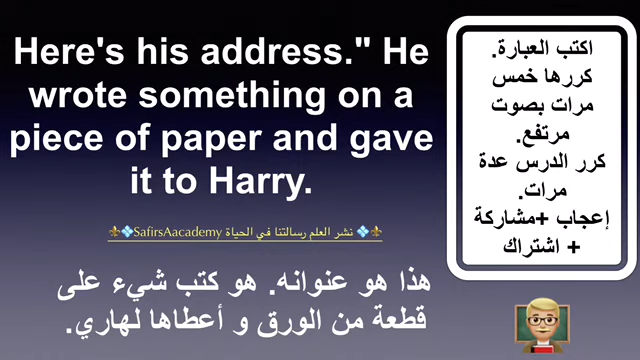 Here's his address." He
wrote something on a
piece of paper and gave
it to Harry.
⚜💠SafirsAacademy نشر العلم رسالتنا في الحياة 💠⚜
هذا هو عنوانه. هو كتب شيء على
قطعة من الورق و أعطاها لهاري.
اكتب العبارة.
كررها خمس
مرات بصوت
مرتفع.
كرر الدرس عدة
مرات.
إعجاب +مشاركة
+ اشتراك